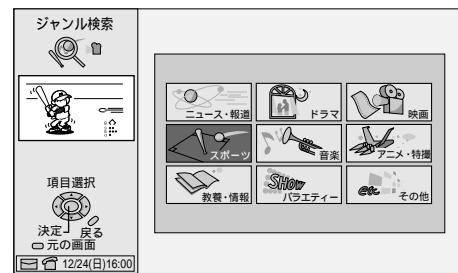 ジャンル検索
ニュース・報道
ドラマ
映画
スポーツ
音楽
アニメ・特撮
教養・情報
SHOW
バラエティー
etc
その他
項目選択
決定
戻る
元の画面
12/24(日)16:00